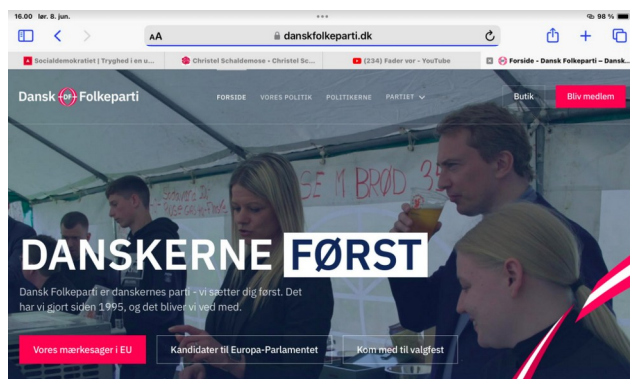 16.00 lør. 8. jun.
98 %
AA
danskfolkeparti.dk
Socialdemokratiet | Tryghed i en u...
Christel Schaldemose - Christel Sc...
(234) Fader vor - YouTube
Forside - Dansk Folkeparti – Dansk...
Dansk DF Folkeparti
FORSIDE
VORES POLITIK
POLITIKERNE
PARTIET
Butik
Bliv medlem
M BRØD 3
DANSKERNE FØRST
Dansk Folkeparti er danskernes parti - vi sætter dig først. Det
har vi gjort siden 1995, og det bliver vi ved med.
Vores mærkesager i EU
Kandidater til Europa-Parlamentet
Kom med til valgfest